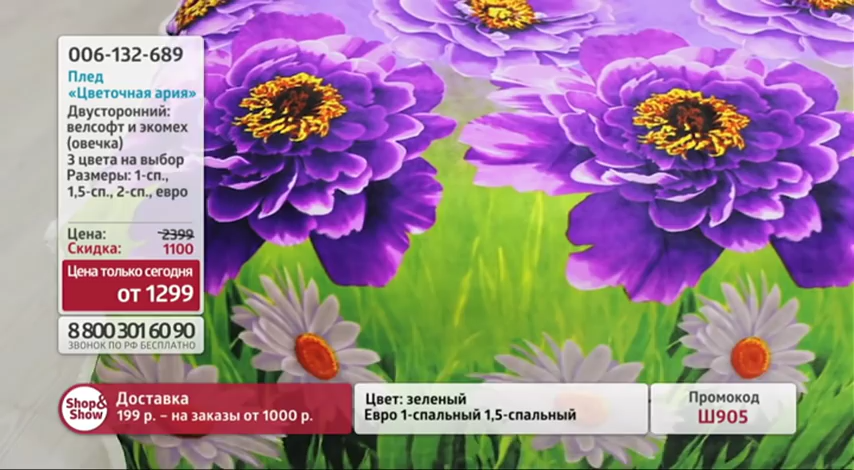 006-132-689
Плед
«Цветочная ария»
Двусторонний:
велсофт и экомех
(овечка)
3 цвета на выбор
Размеры: 1-сп.,
1,5-сп., 2-сп., евро
Цена: 2399
Скидка: 1100
Цена только сегодня
от 1299
8 800 301 60 90
ЗВОНОК ПО РФ БЕСПЛАТНО
Shop&
Show
Доставка
199 р. – на заказы от 1000 р.
Цвет: зеленый
Евро 1-спальный 1,5-спальный
Промокод
Ш905